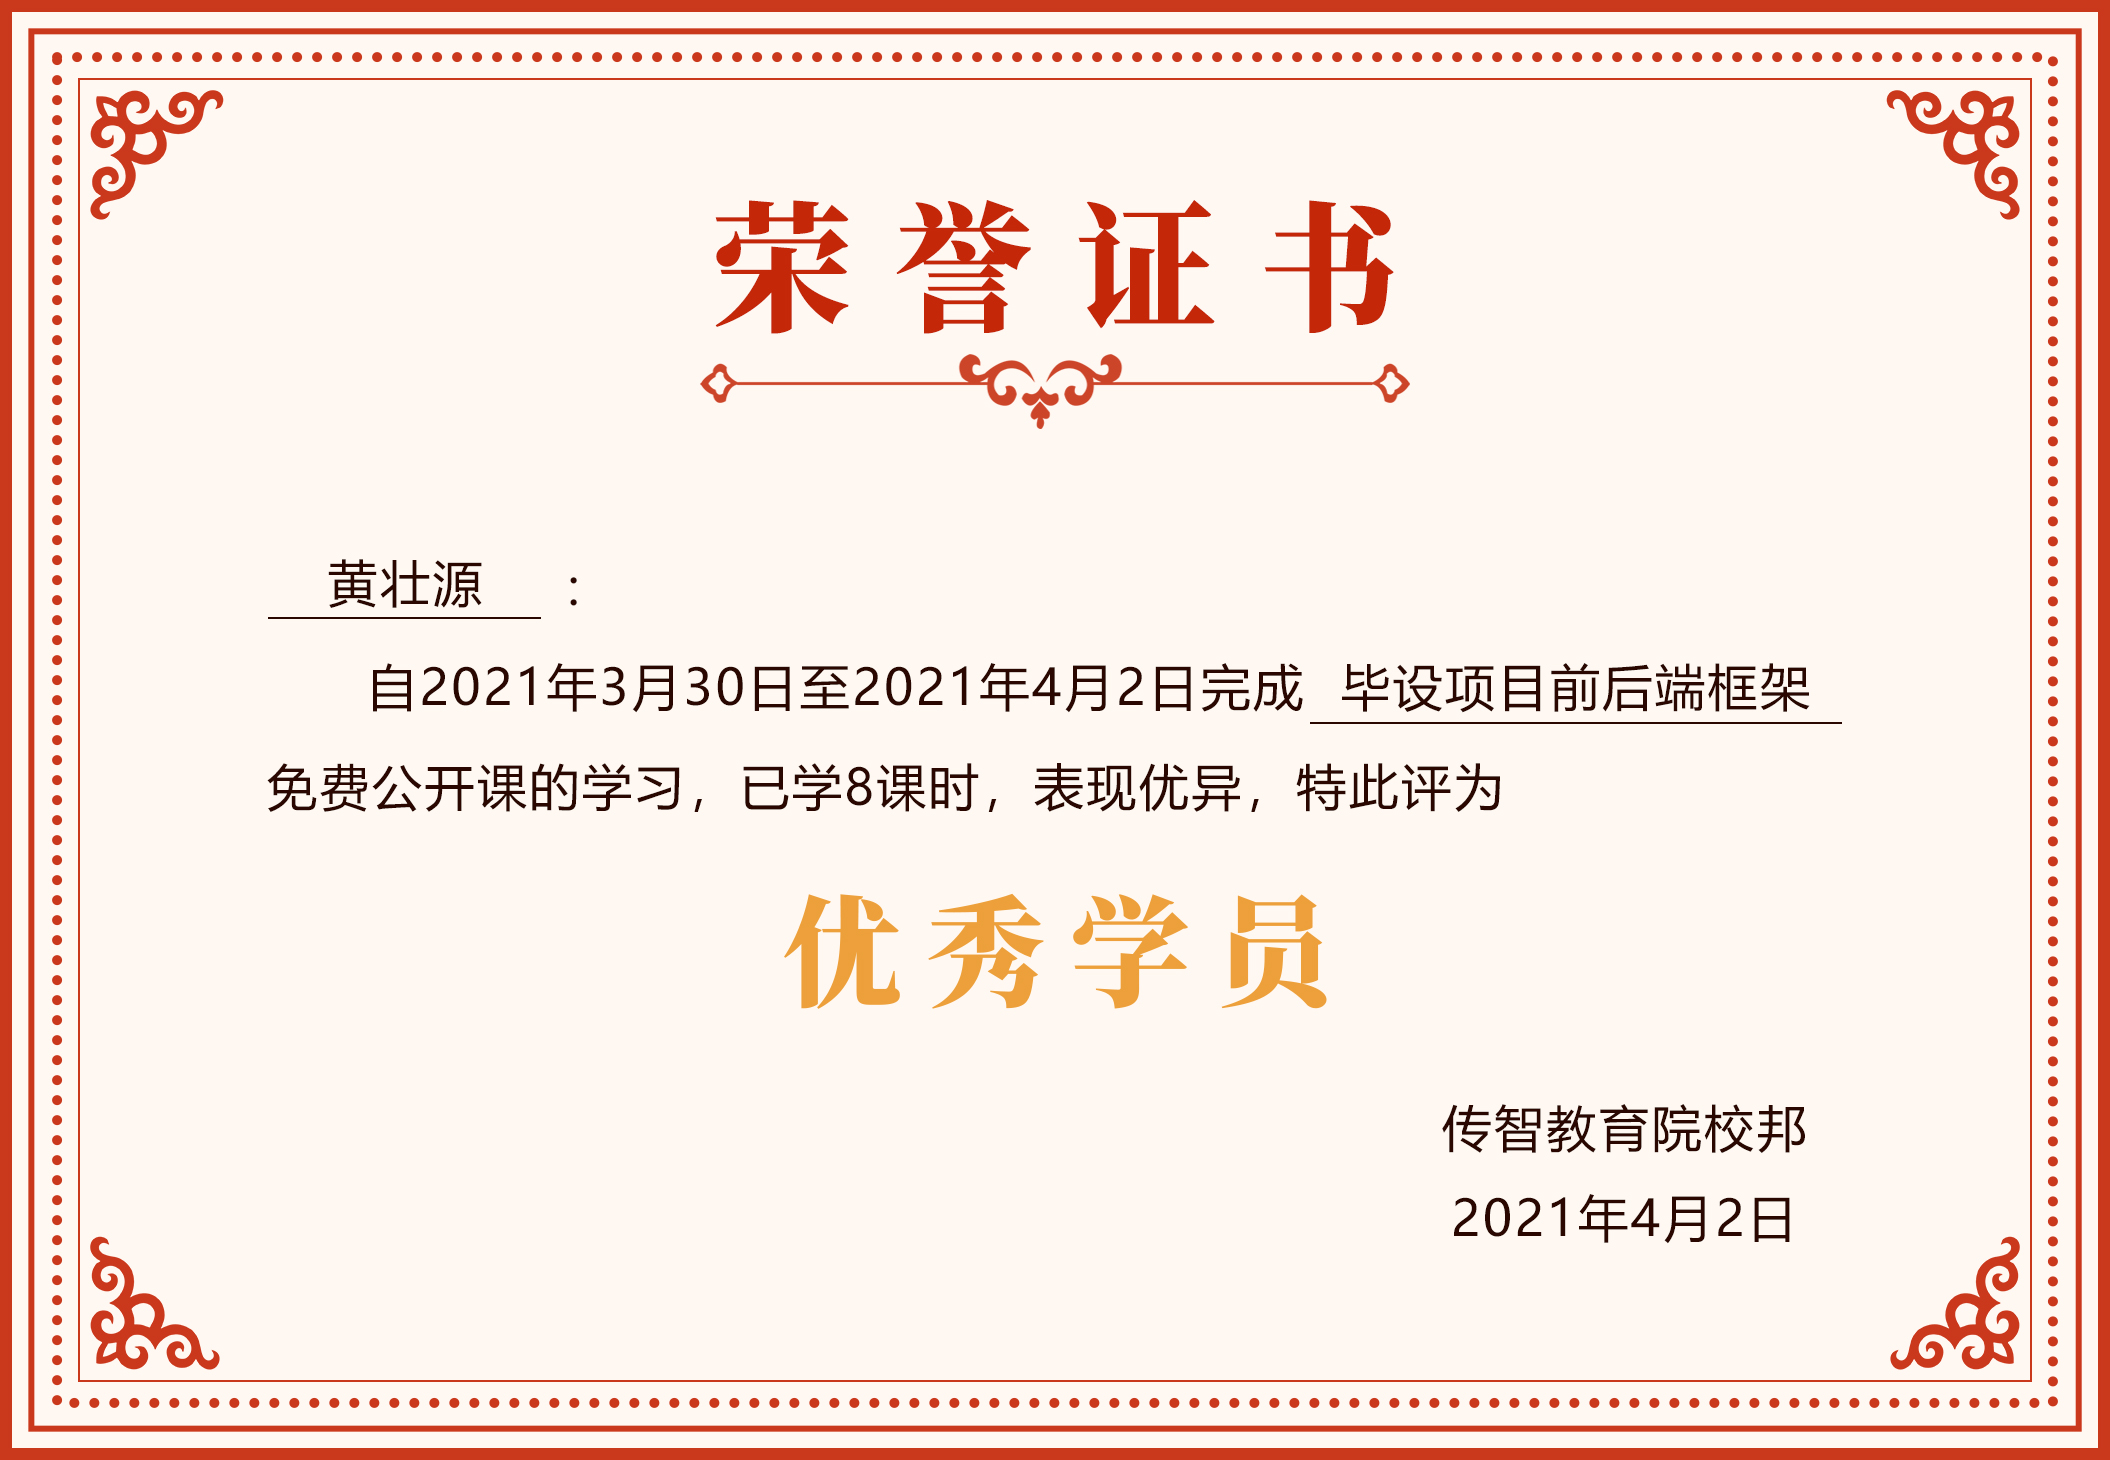 荣誉证书
黄壮源 :
自2021年3月30日至2021年4月2日完成 毕设项目前后端框架
免费公开课的学习，已学8课时，表现优异，特此评为
优秀学员
传智教育院校邦
2021年4月2日